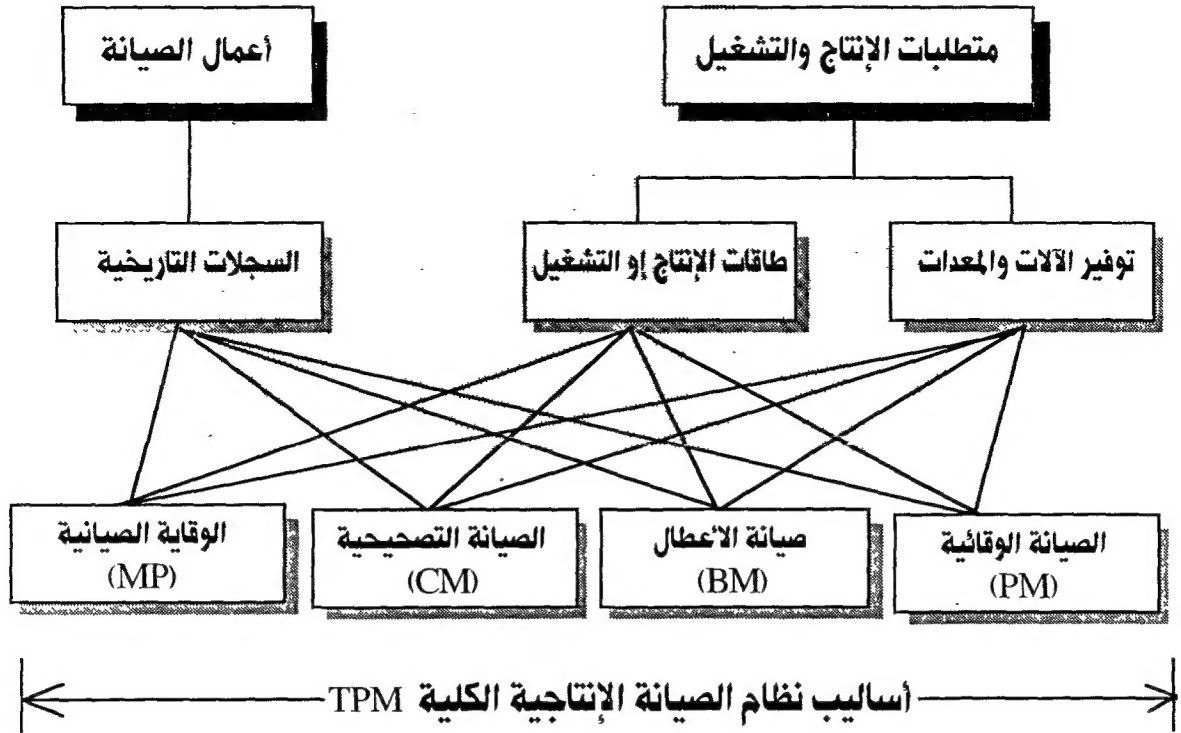 متطلبات الإنتاج والتشغيل
أعمال الصيانة
توفير الآلات والمعدات
طاقات الإنتاج إو التشغيل
السجلات التاريخية
الصيانة الوقائية
(PM)
صيانة الأعطال
(BM)
الصيانة التصحيحية
(CM)
الوقاية الصيانية
(MP)
أساليب نظام الصيانة الإنتاجية الكلية TPM